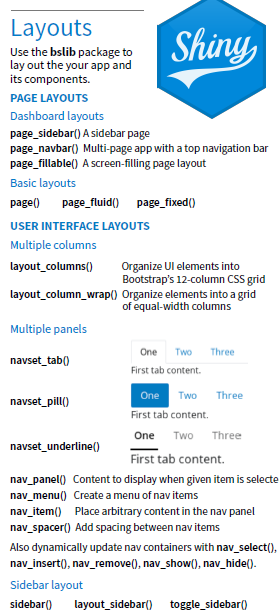 Layouts
Shiny
Use the bslib package to
lay out the your app and
its components.
PAGE LAYOUTS
Dashboard layouts
page_sidebar() A sidebar page
page_navbar() Multi-page app with a top navigation bar
page_fillable() A screen-filling page layout
Basic layouts
page() page_fluid() page_fixed()
USER INTERFACE LAYOUTS
Multiple columns
layout_columns() Organize UI elements into
Bootstrap's 12-column CSS grid
layout_column_wrap() Organize elements into a grid
of equal-width columns
Multiple panels
navset_tab() One Two Three
First tab content.
navset_pill() One Two Three
First tab content.
navset_underline() One Two Three
First tab content.
nav_panel() Content to display when given item is selecte
nav_menu() Create a menu of nav items
nav_item() Place arbitrary content in the nav panel
nav_spacer() Add spacing between nav items
Also dynamically update nav containers with nav_select(),
nav_insert(), nav_remove(), nav_show(), nav_hide().
Sidebar layout
sidebar() layout_sidebar() toggle_sidebar()